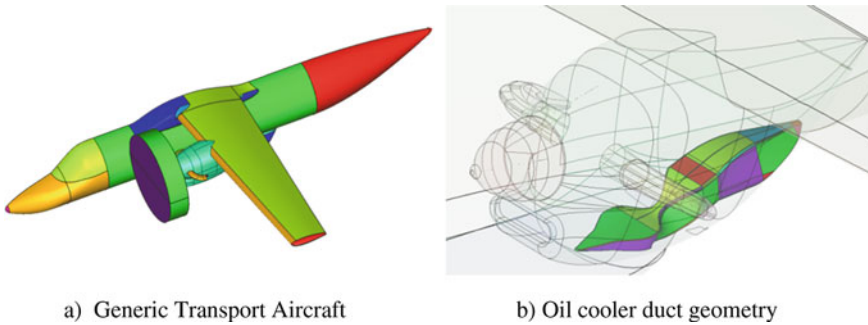 a) Generic Transport Aircraft
b) Oil cooler duct geometry